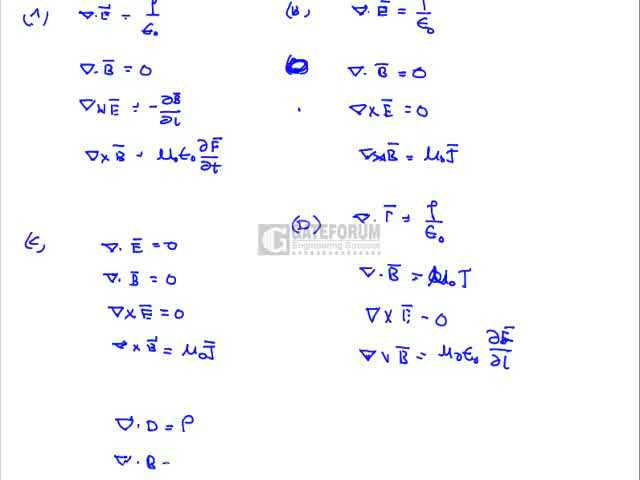 (A) ∇·E̅ = ρ/ε₀
∇·B̅ = 0
∇×E̅ = -∂B̅/∂t
∇×B̅ = μ₀ε₀ ∂E̅/∂t
(B) ∇·E̅ = ρ/ε₀
∇·B̅ = 0
∇×E̅ = 0
∇×B̅ = μ₀J̅
(C) ∇·E̅ = 0
∇·B̅ = 0
∇×E̅ = 0
∇×B̅ = μ₀J̅
(D) ∇·E̅ = ρ/ε₀
∇·B̅ = μ₀J
∇×E̅ = 0
∇×B̅ = μ₀ε₀ ∂E̅/∂t
GATEFORUM
Engineering Success
∇·D = ρ
∇·B =